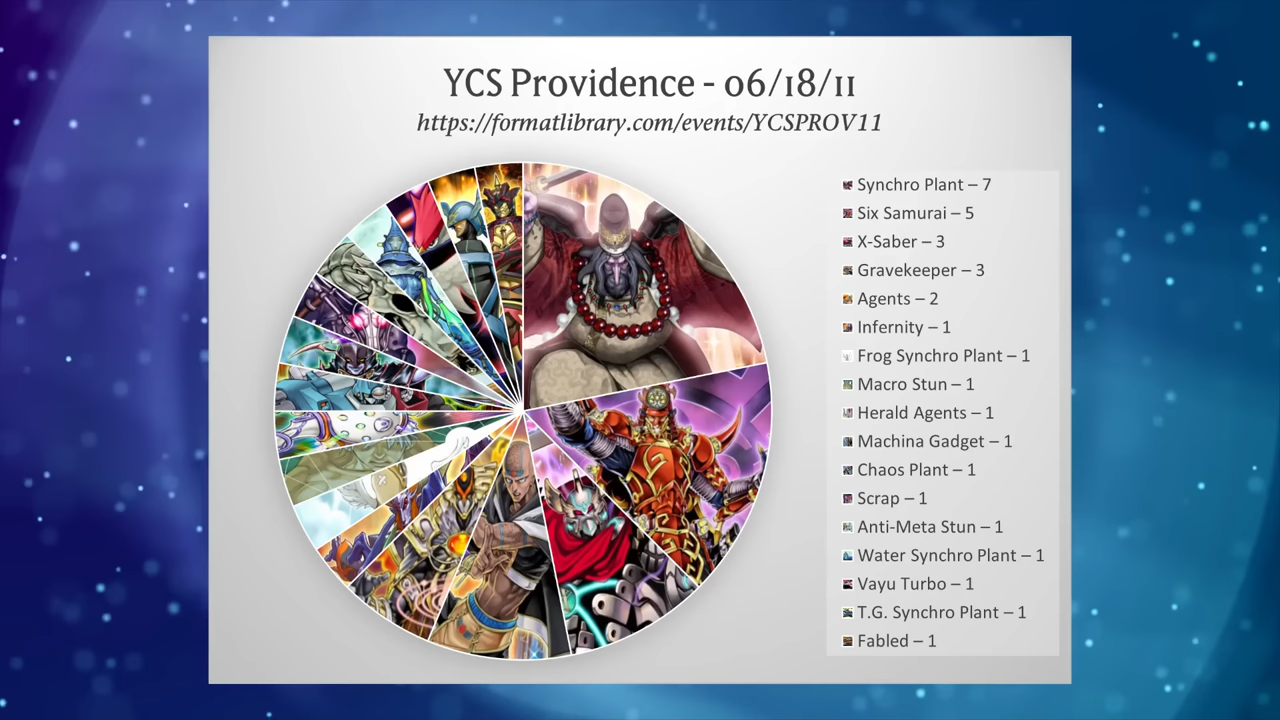 YCS Providence - 06/18/11
https://formatlibrary.com/events/YCSPROV11
Synchro Plant – 7
Six Samurai – 5
X-Saber – 3
Gravekeeper – 3
Agents – 2
Infernity – 1
Frog Synchro Plant – 1
Macro Stun – 1
Herald Agents – 1
Machina Gadget – 1
Chaos Plant – 1
Scrap – 1
Anti-Meta Stun – 1
Water Synchro Plant – 1
Vayu Turbo – 1
T.G. Synchro Plant – 1
Fabled – 1